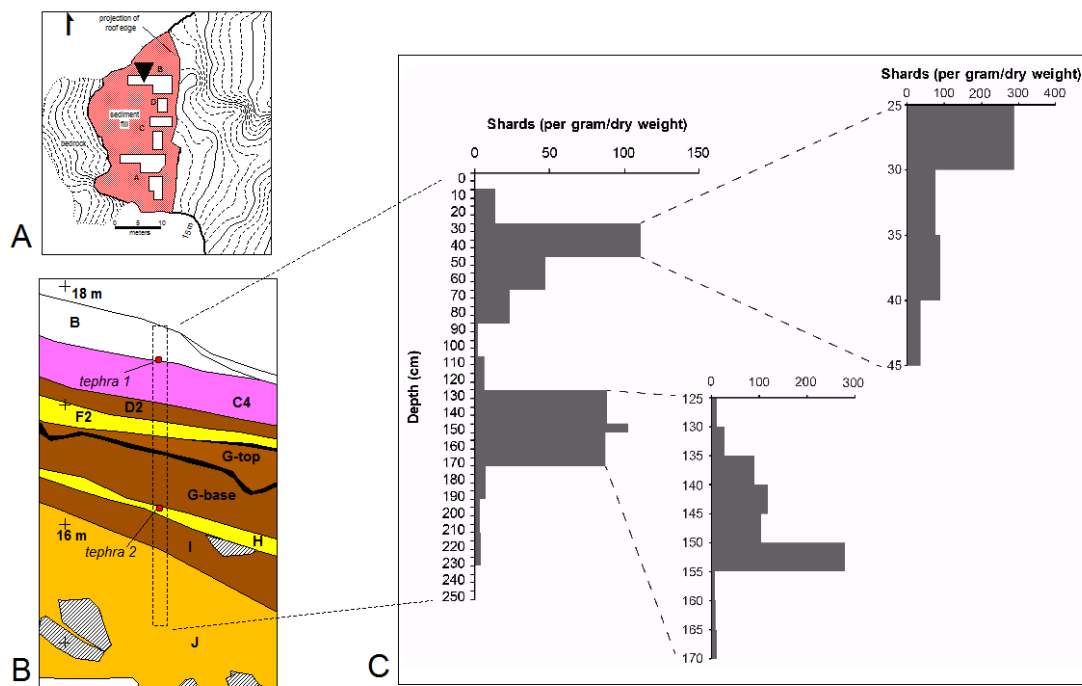 projection of
roof edge
B
D
sediment
fill
C
bedrock
A
0 5 10
meters
15m
A
18 m
B
tephra 1
C4
D2
F2
G-top
G-base
16 m
H
tephra 2
I
J
B
Shards (per gram/dry weight)
0 50 100 150
Depth (cm)
0
10
20
30
40
50
60
70
80
90
100
110
120
130
140
150
160
170
180
190
200
210
220
230
240
250
Shards (per gram/dry weight)
0 100 200 300 400
25
30
35
40
45
0 100 200 300
125
125
130
135
140
145
150
155
160
165
170
C